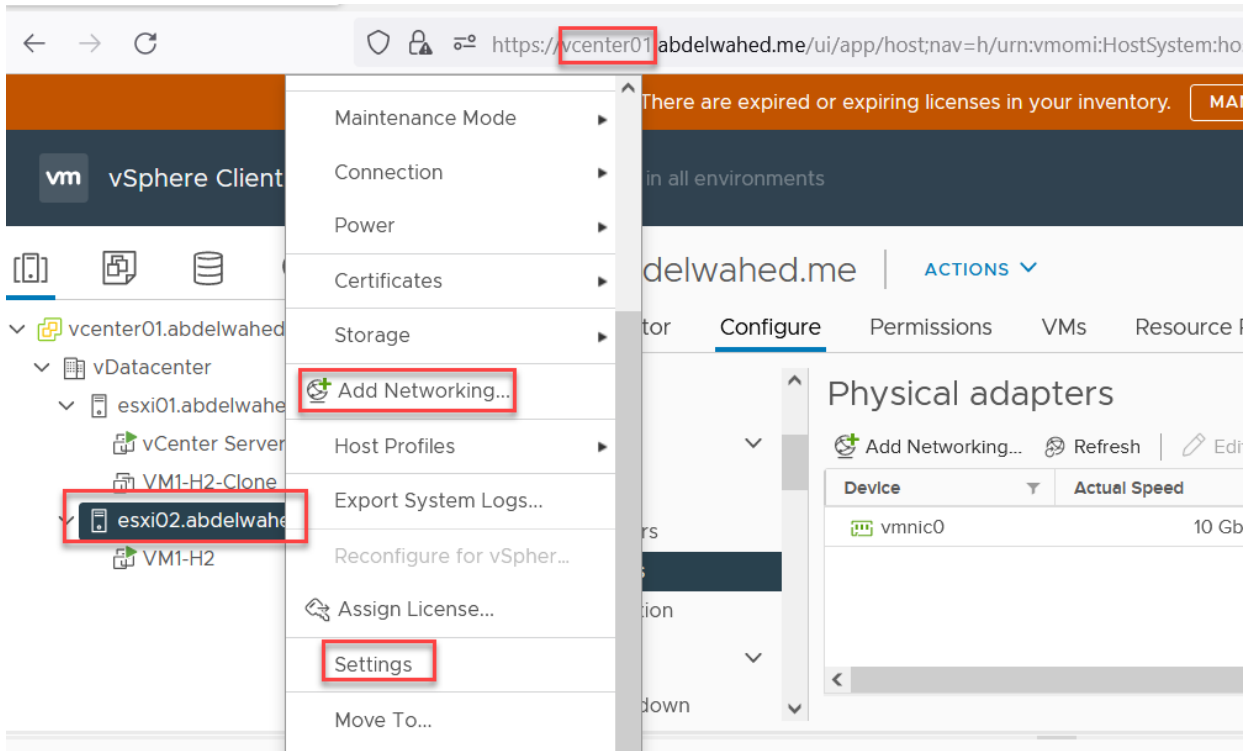 https://vcenter01.abdelwahed.me/ui/app/host;nav=h/urn:vmomi:HostSystem:ho
There are expired or expiring licenses in your inventory.
vm vSphere Client
in all environments
Maintenance Mode
Connection
Power
Certificates
Storage
Add Networking...
Host Profiles
Export System Logs...
Reconfigure for vSpher...
Assign License...
Settings
Move To...
vcenter01.abdelwahed
vDatacenter
esxi01.abdelwahe
vCenter Server
VM1-H2-Clone
esxi02.abdelwahe
VM1-H2
delwahed.me ACTIONS
tor Configure Permissions VMs Resource
rs
s
tion
down
Physical adapters
Add Networking... Refresh Edi
Device Actual Speed
vmnic0 10 Gb